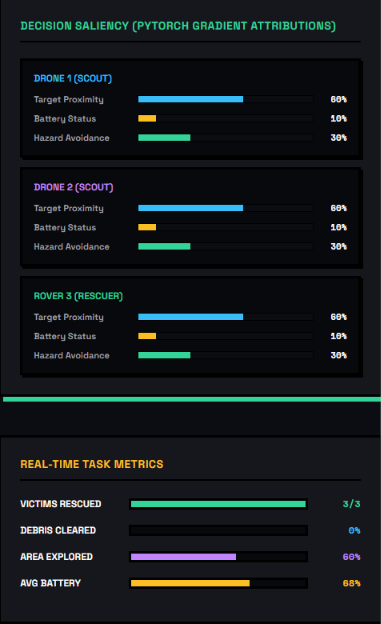 DECISION SALIENCY (PYTORCH GRADIENT ATTRIBUTIONS)
DRONE 1 (SCOUT)
Target Proximity 60%
Battery Status 10%
Hazard Avoidance 30%
DRONE 2 (SCOUT)
Target Proximity 60%
Battery Status 10%
Hazard Avoidance 30%
ROVER 3 (RESCUER)
Target Proximity 60%
Battery Status 10%
Hazard Avoidance 30%
REAL-TIME TASK METRICS
VICTIMS RESCUED 3/3
DEBRIS CLEARED 0%
AREA EXPLORED 60%
AVG BATTERY 68%